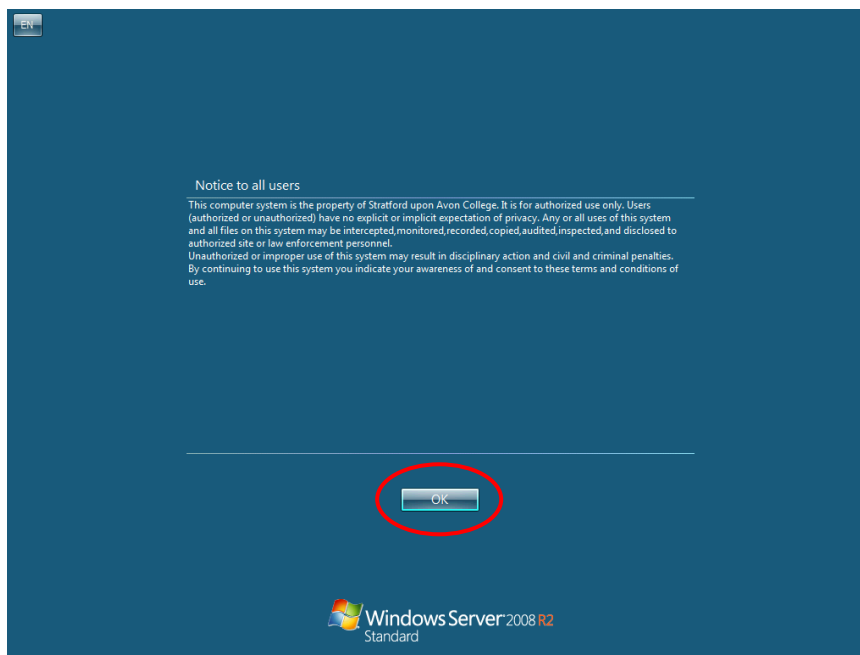 EN
Notice to all users
This computer system is the property of Stratford upon Avon College. It is for authorized use only. Users
(authorized or unauthorized) have no explicit or implicit expectation of privacy. Any or all uses of this system
and all files on this system may be intercepted,monitored,recorded,copied,audited,inspected,and disclosed to
authorized site or law enforcement personnel.
Unauthorized or improper use of this system may result in disciplinary action and civil and criminal penalties.
By continuing to use this system you indicate your awareness of and consent to these terms and conditions of
use.
OK
Windows Server 2008 R2
Standard